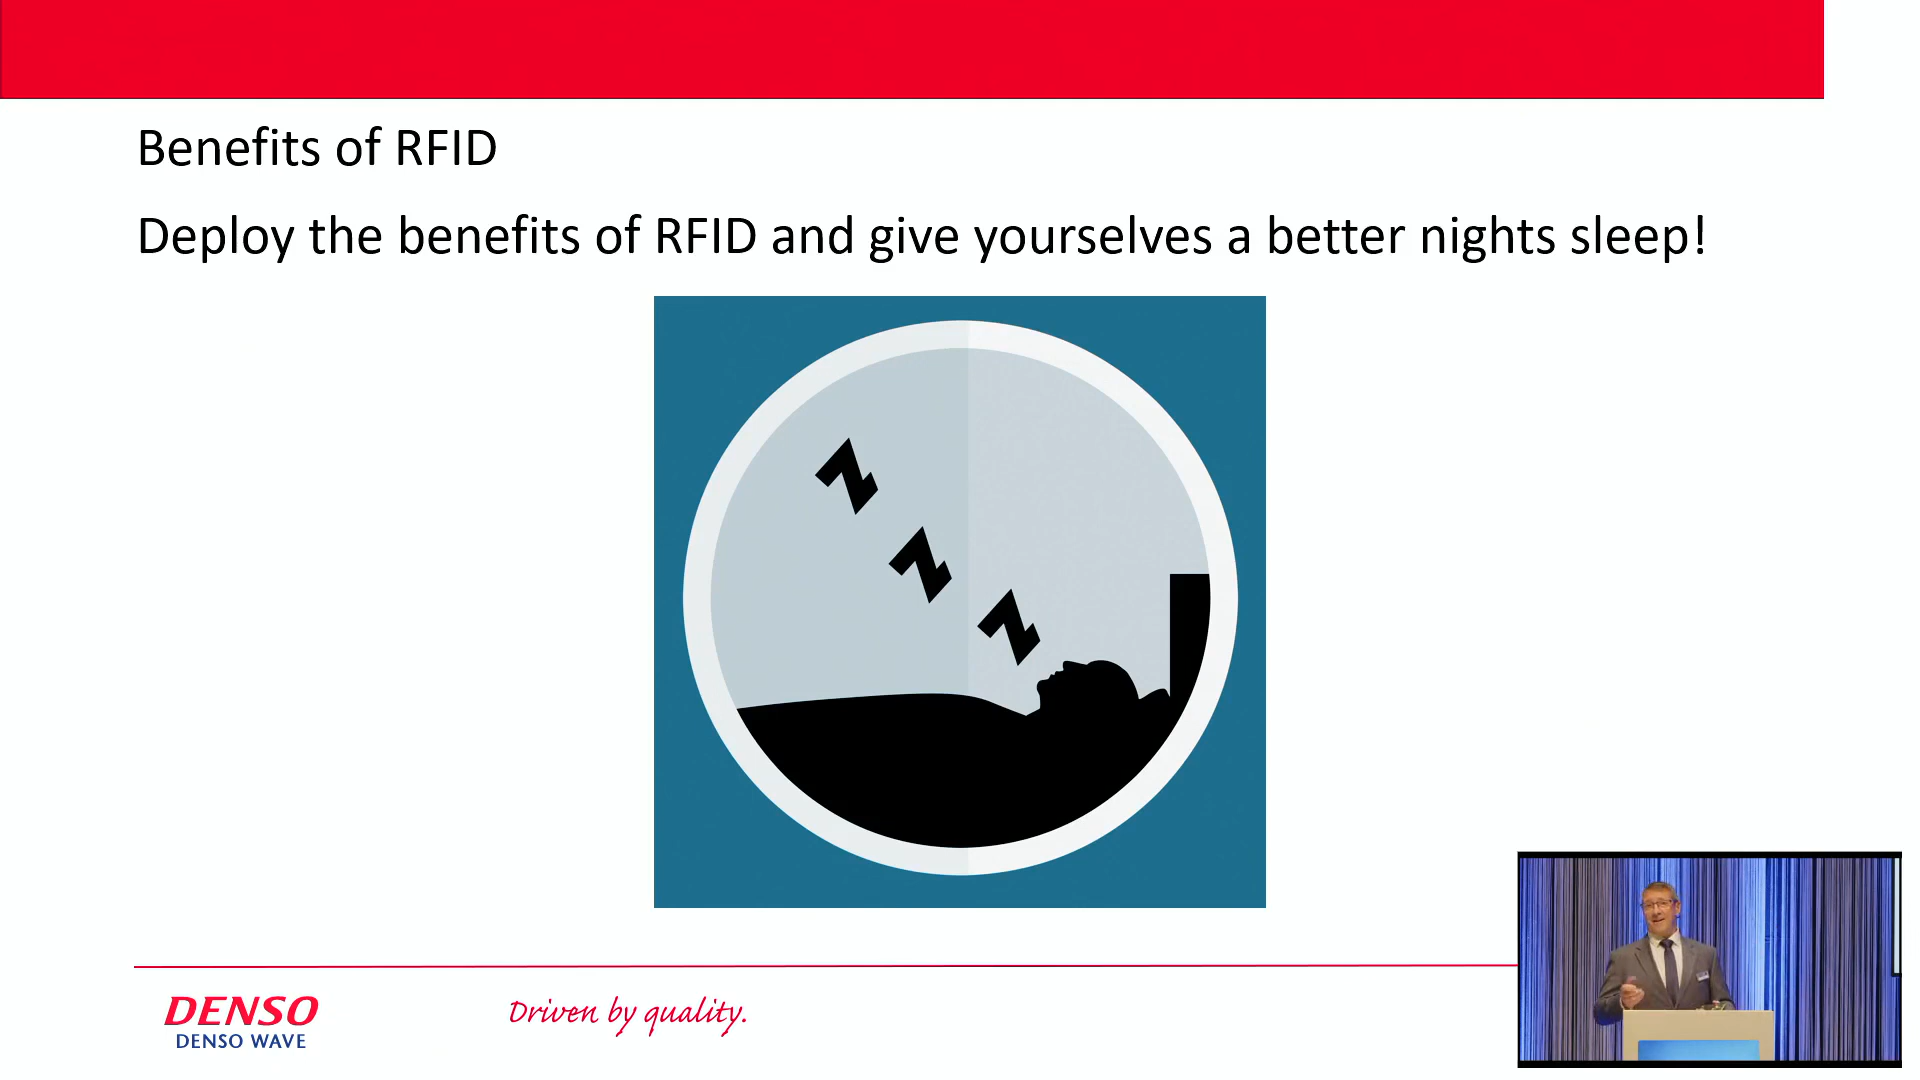 Benefits of RFID
Deploy the benefits of RFID and give yourselves a better nights sleep!
Z
Z
Z
DENSO
DENSO WAVE
Driven by quality.